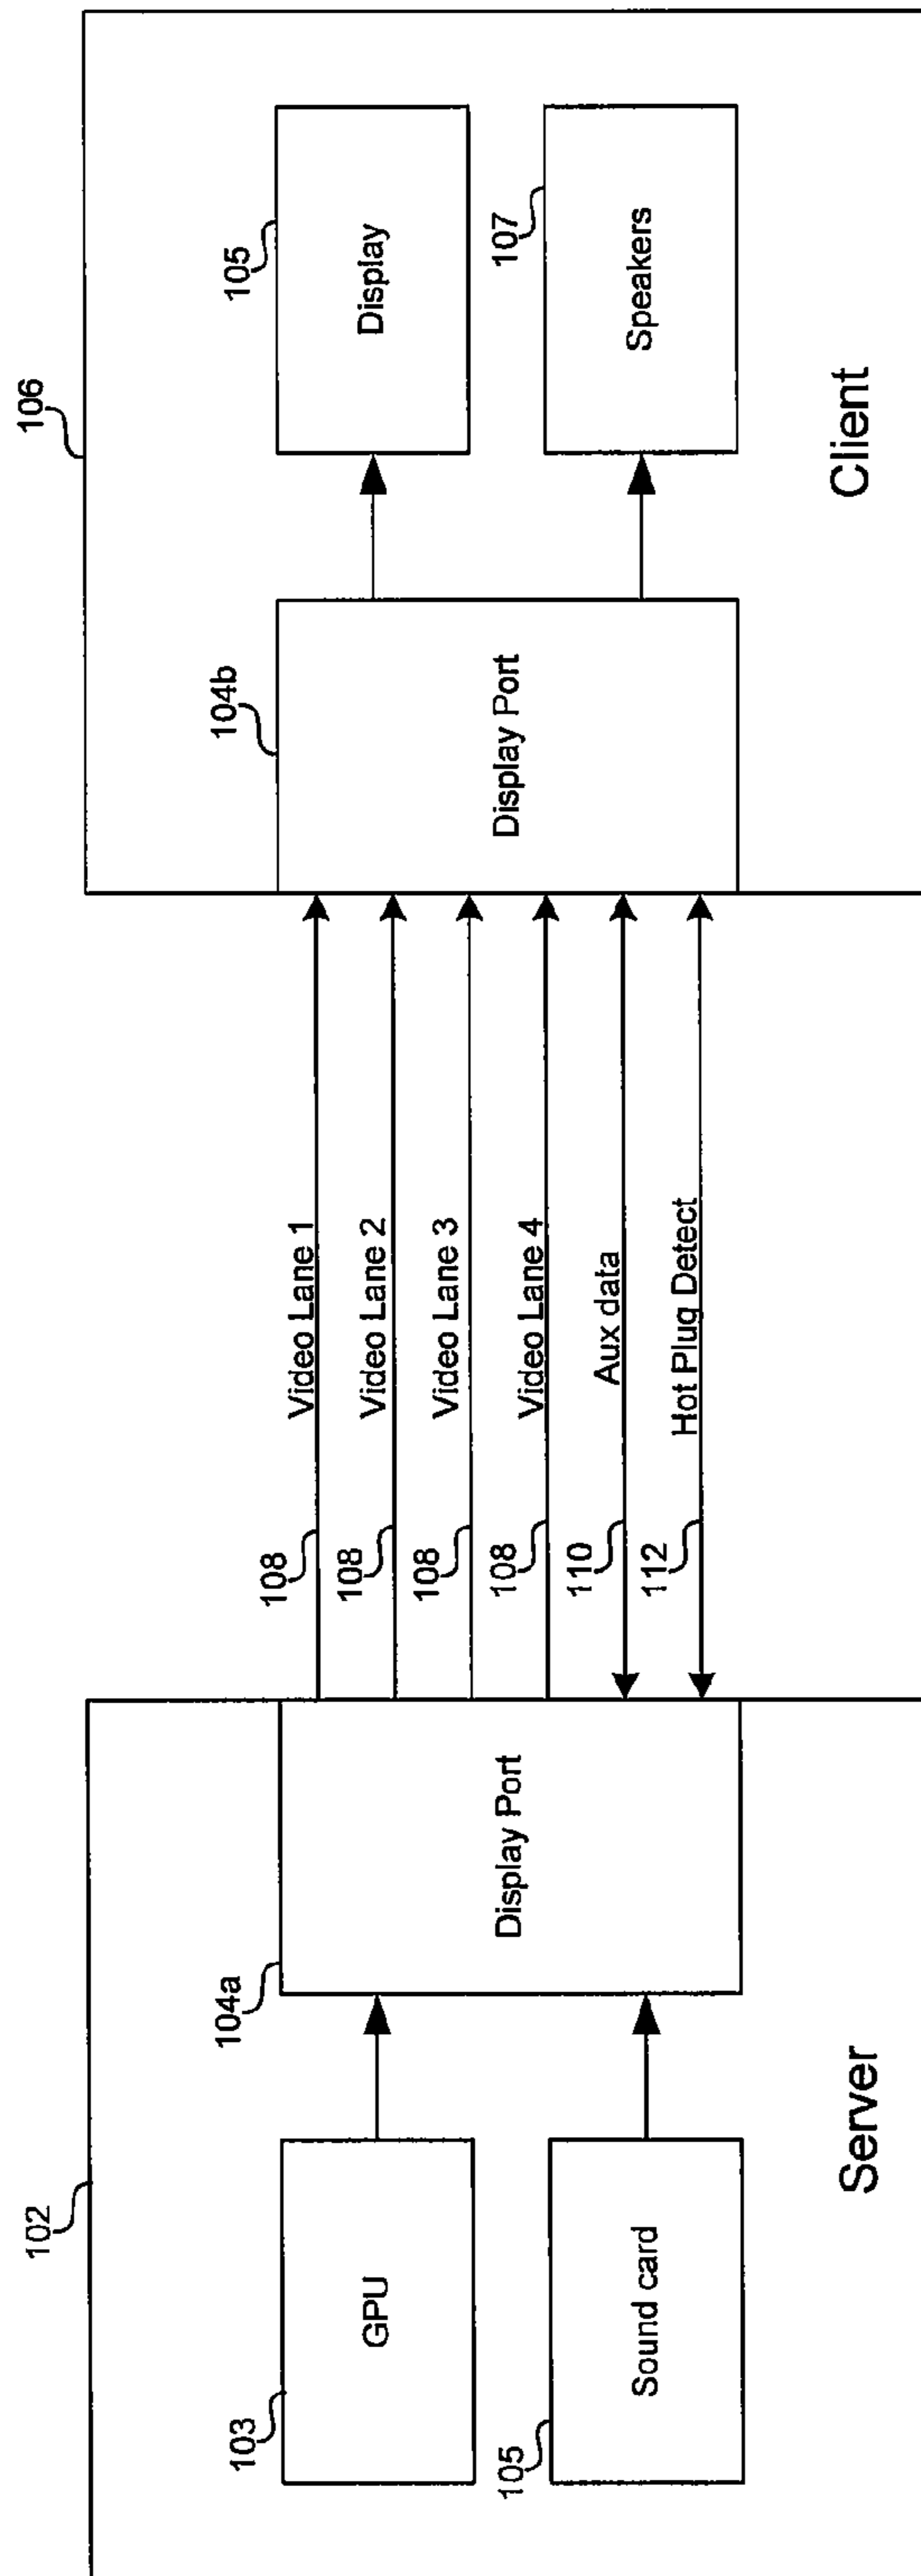 102
103
GPU
105
Sound card
104a
Display Port
Server
108
Video Lane 1
108
Video Lane 2
108
Video Lane 3
108
Video Lane 4
110
Aux data
112
Hot Plug Detect
106
104b
Display Port
105
Display
107
Speakers
Client